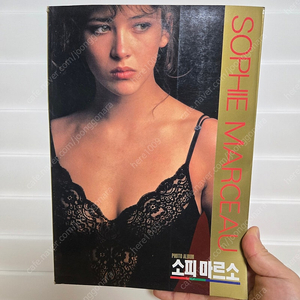 SOPHIE MARCEAU
PHOTO ALBUM
소피 마르소